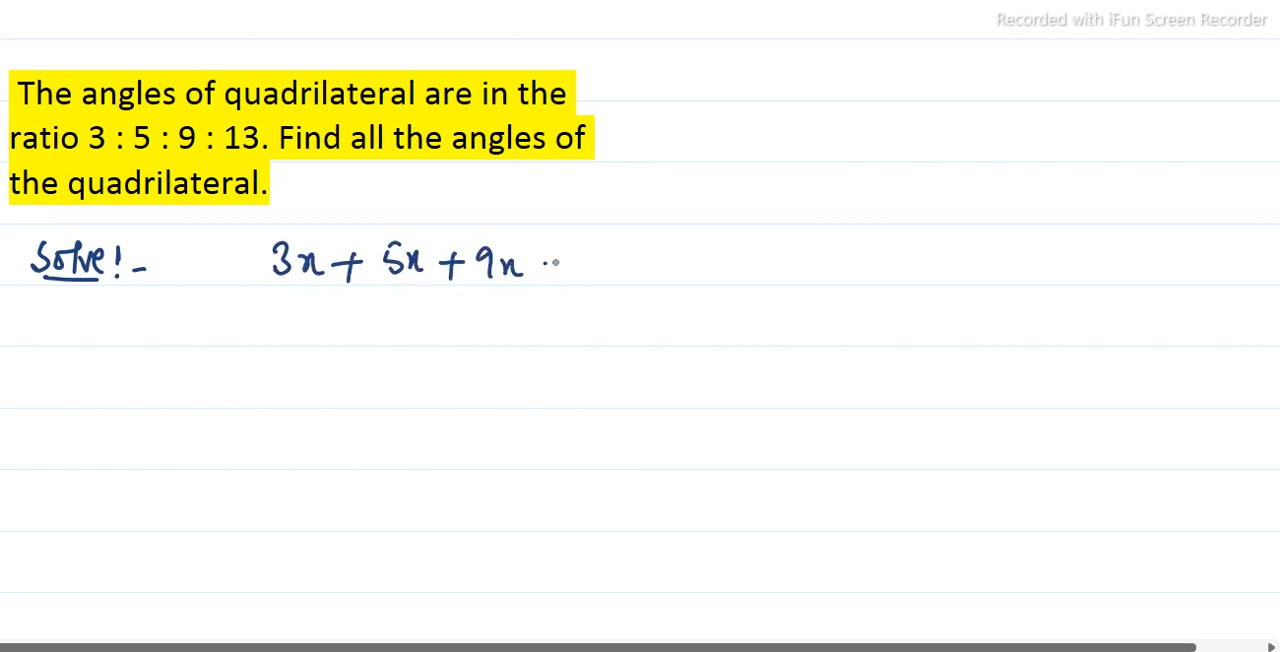 Recorded with iFun Screen Recorder
The angles of quadrilateral are in the
ratio 3 : 5 : 9 : 13. Find all the angles of
the quadrilateral.
Solve:- 3x + 5x + 9x -